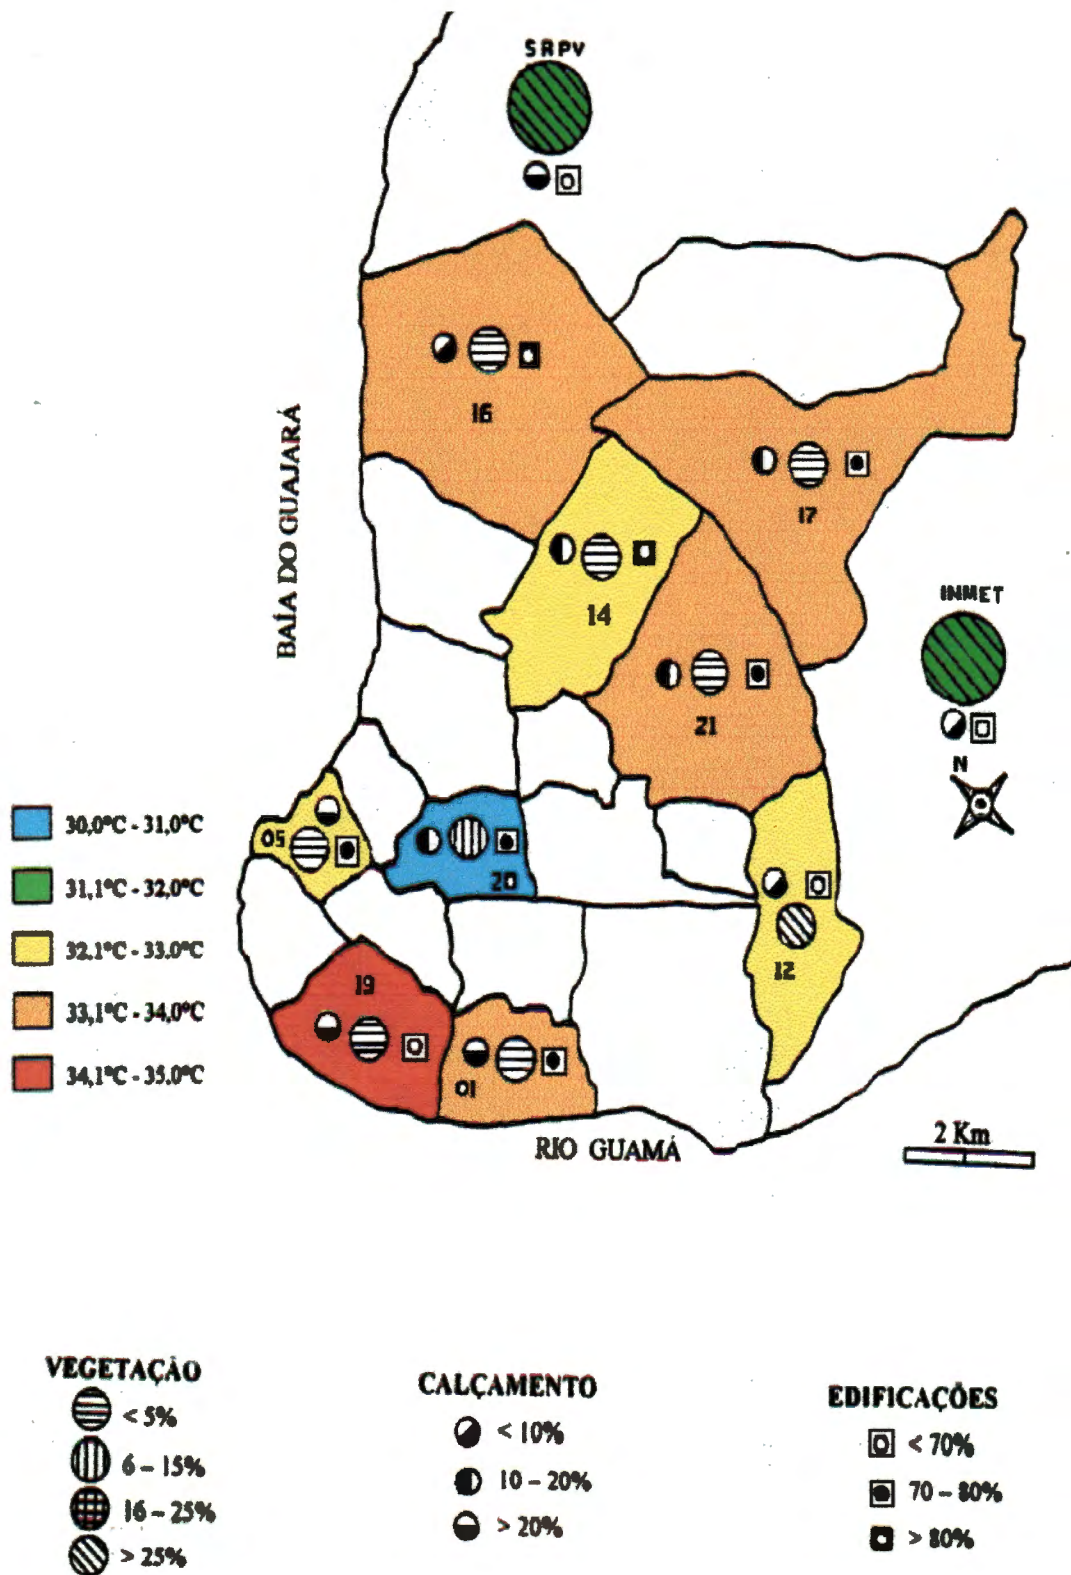 SRPV
16
17
BAÍA DO GUAJARÁ
14
INMET
21
N
05
20
30,0°C - 31,0°C
31,1°C - 32,0°C
32,1°C - 33,0°C
33,1°C - 34,0°C
34,1°C - 35,0°C
12
19
01
RIO GUAMÁ
2 Km
VEGETAÇÃO
< 5%
6 – 15%
16 – 25%
> 25%
CALÇAMENTO
< 10%
10 – 20%
> 20%
EDIFICAÇÕES
< 70%
70 – 80%
> 80%